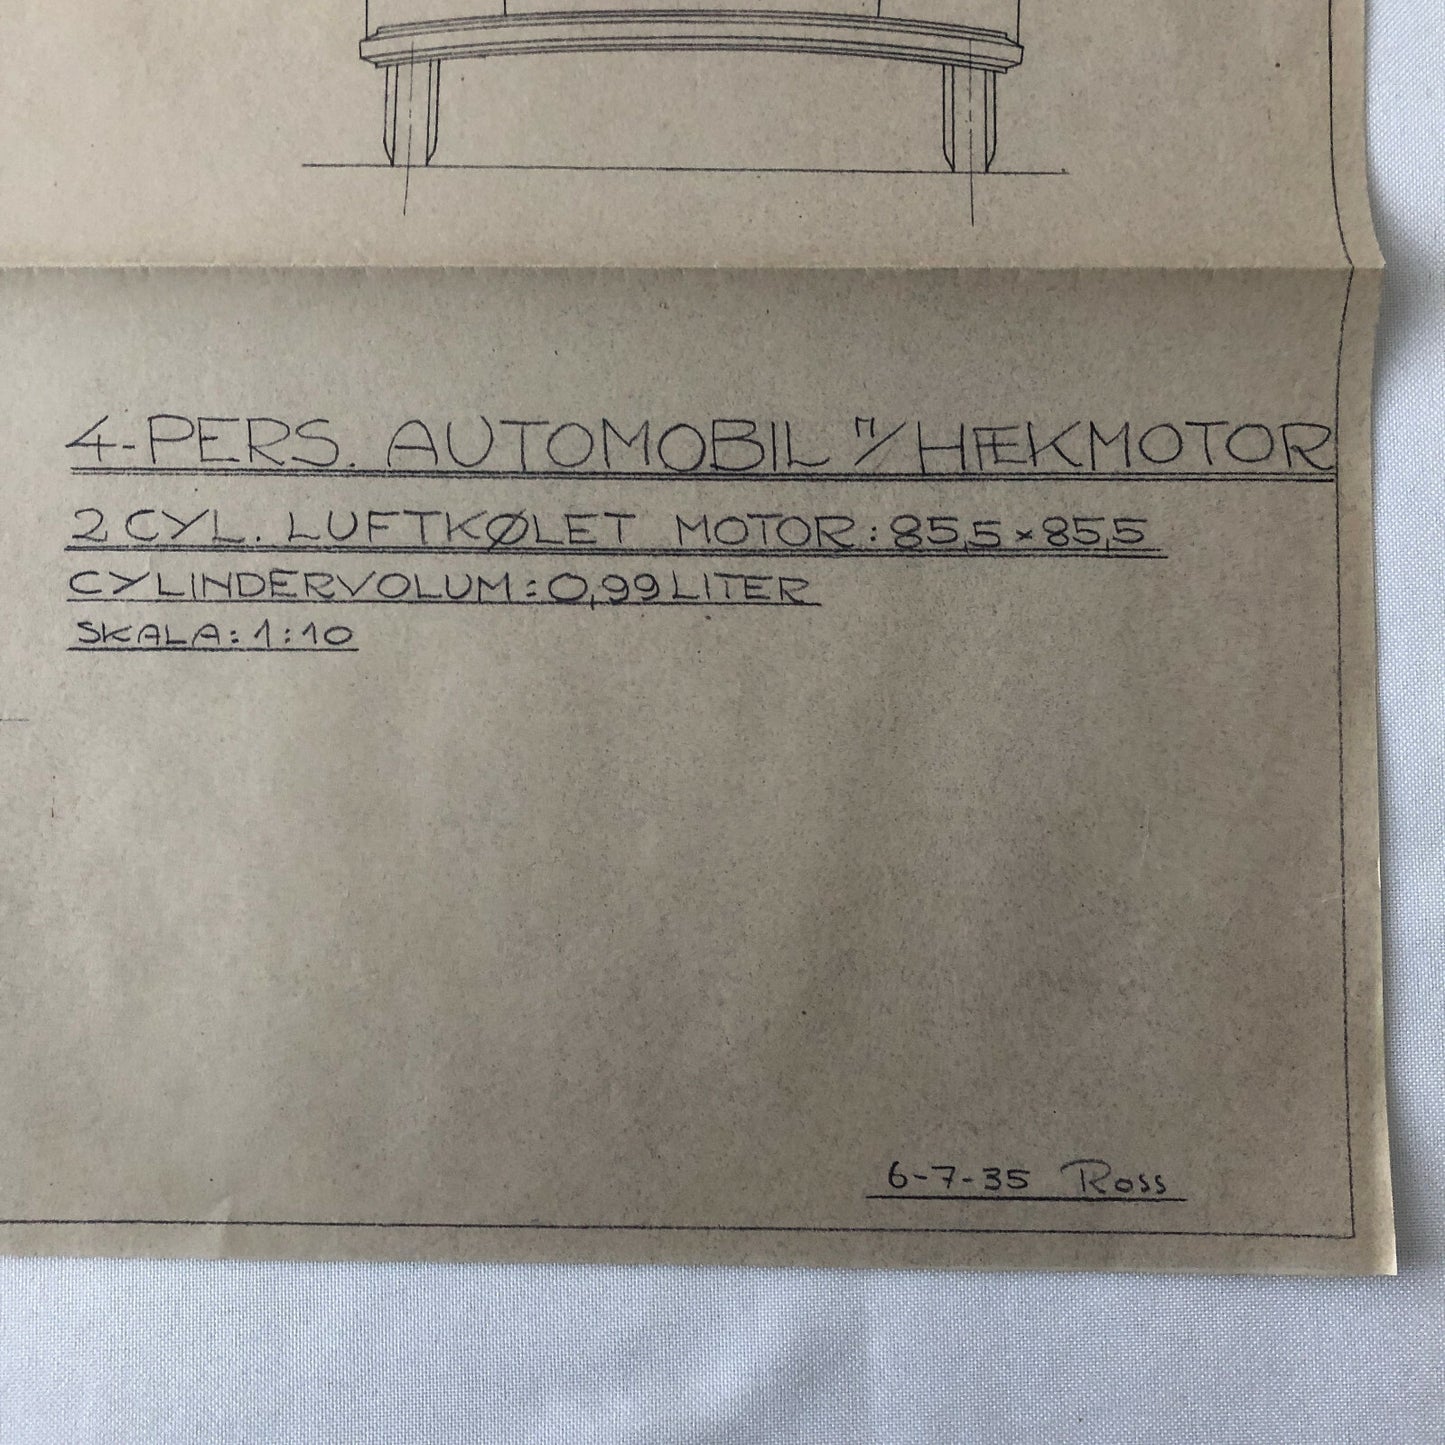 4-PERS. AUTOMOBIL M/HÆKMOTOR
2 CYL. LUFTKØLET MOTOR: 85,5 × 85,5
CYLINDERVOLUM: 0,99 LITER
SKALA: 1:10
6-7-35 Ross